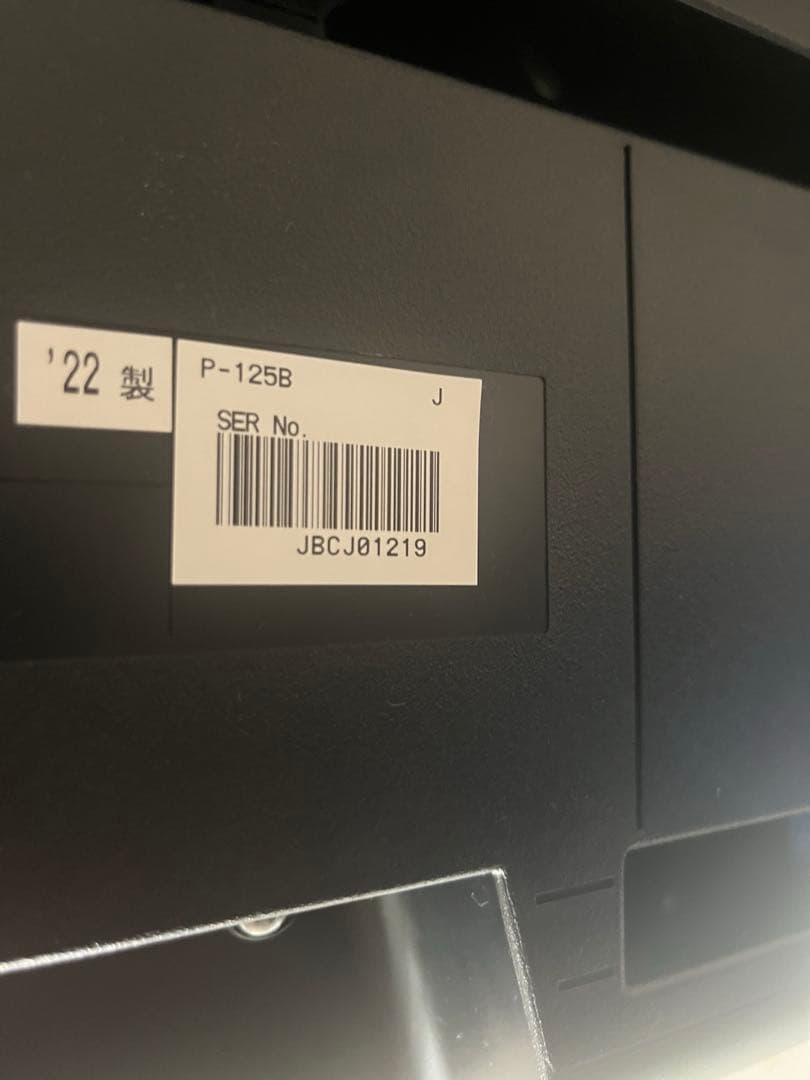 '22 製
P-125B
J
SER No.
JBCJ01219